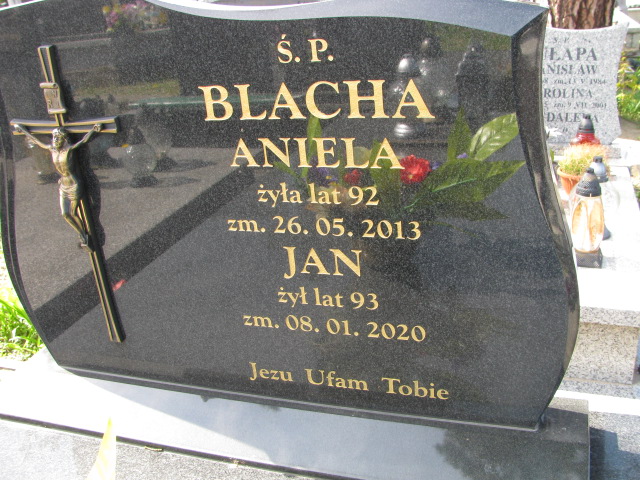 Ś. P.
BLACHA
ANIELA
żyła lat 92
zm. 26. 05. 2013
JAN
żył lat 93
zm. 08. 01. 2020
Jezu Ufam Tobie
Ś. P.